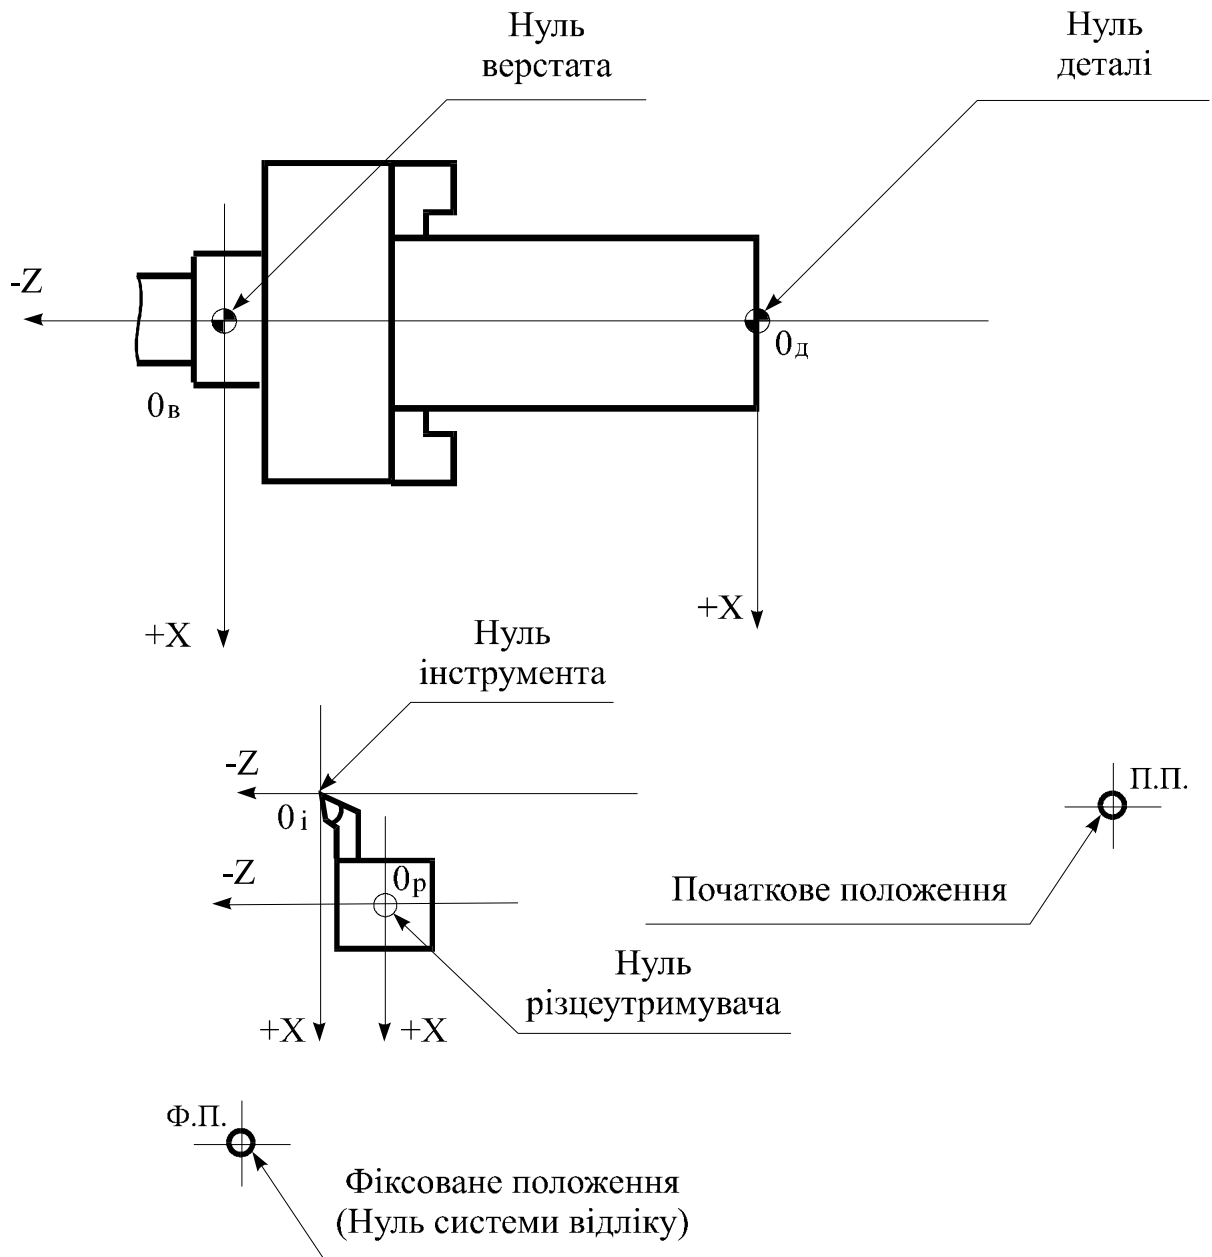 Нуль
верстата
Нуль
деталі
-Z
0д
0в
+X
+X
Нуль
інструмента
-Z
0і
П.П.
-Z
0р
Початкове положення
Нуль
різцеутримувача
+X
+X
Ф.П.
Фіксоване положення
(Нуль системи відліку)